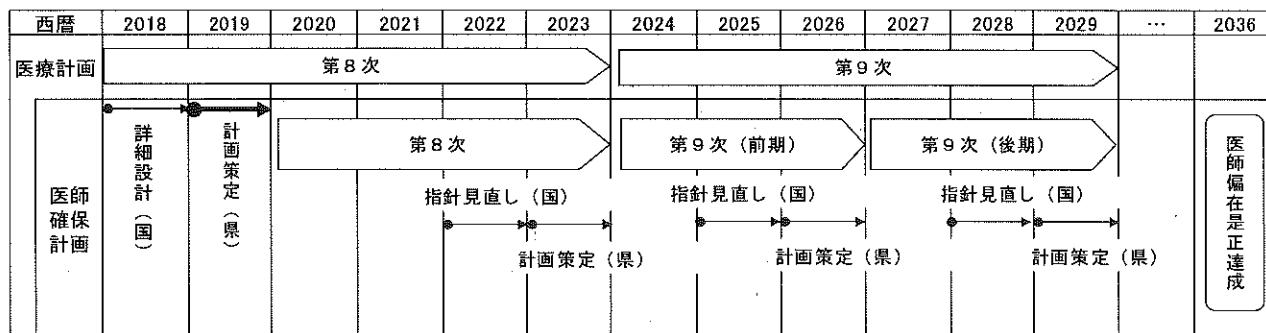 西暦 2018 2019 2020 2021 2022 2023 2024 2025 2026 2027 2028 2029 … 2036
医療計画 第8次 第9次
医師確保計画
詳細設計（国）
計画策定（県）
第8次 第9次（前期） 第9次（後期）
指針見直し（国） 指針見直し（国） 指針見直し（国）
計画策定（県） 計画策定（県） 計画策定（県）
医師偏在是正達成